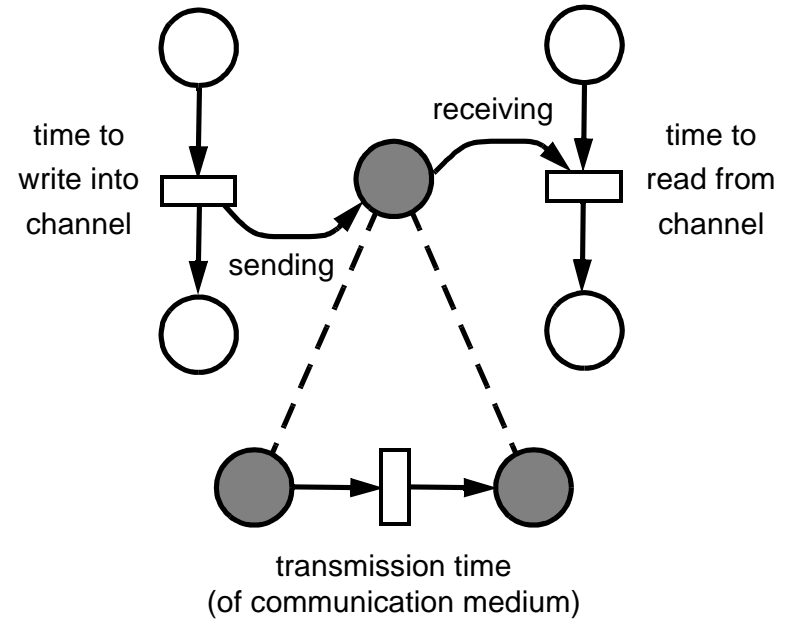 time to
write into
channel
sending
receiving
time to
read from
channel
transmission time
(of communication medium)